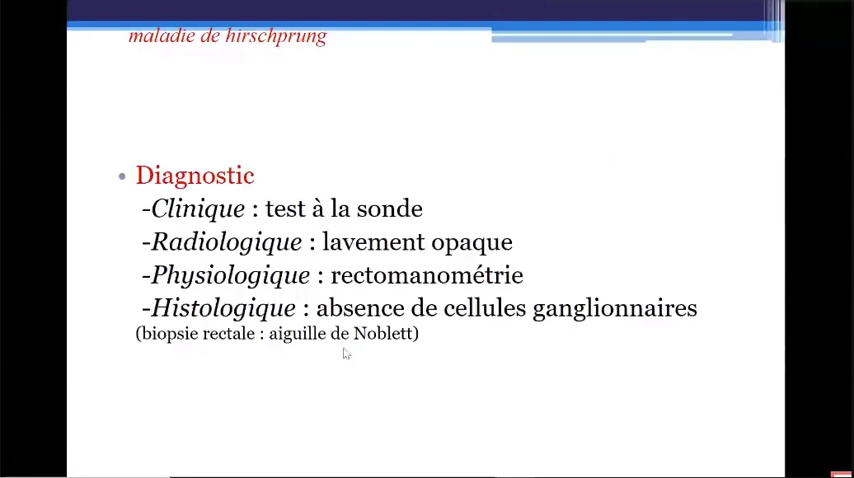 maladie de hirschprung
• Diagnostic
-Clinique : test à la sonde
-Radiologique : lavement opaque
-Physiologique : rectomanométrie
-Histologique : absence de cellules ganglionnaires
(biopsie rectale : aiguille de Noblett)